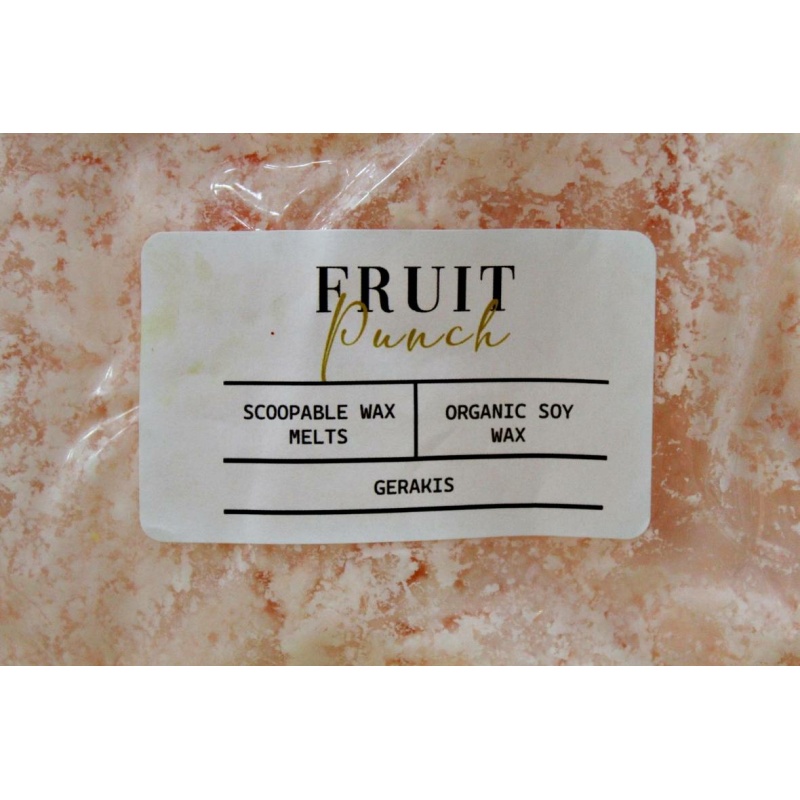 FRUIT
Punch
SCOOPABLE WAX
MELTS
ORGANIC SOY
WAX
GERAKIS